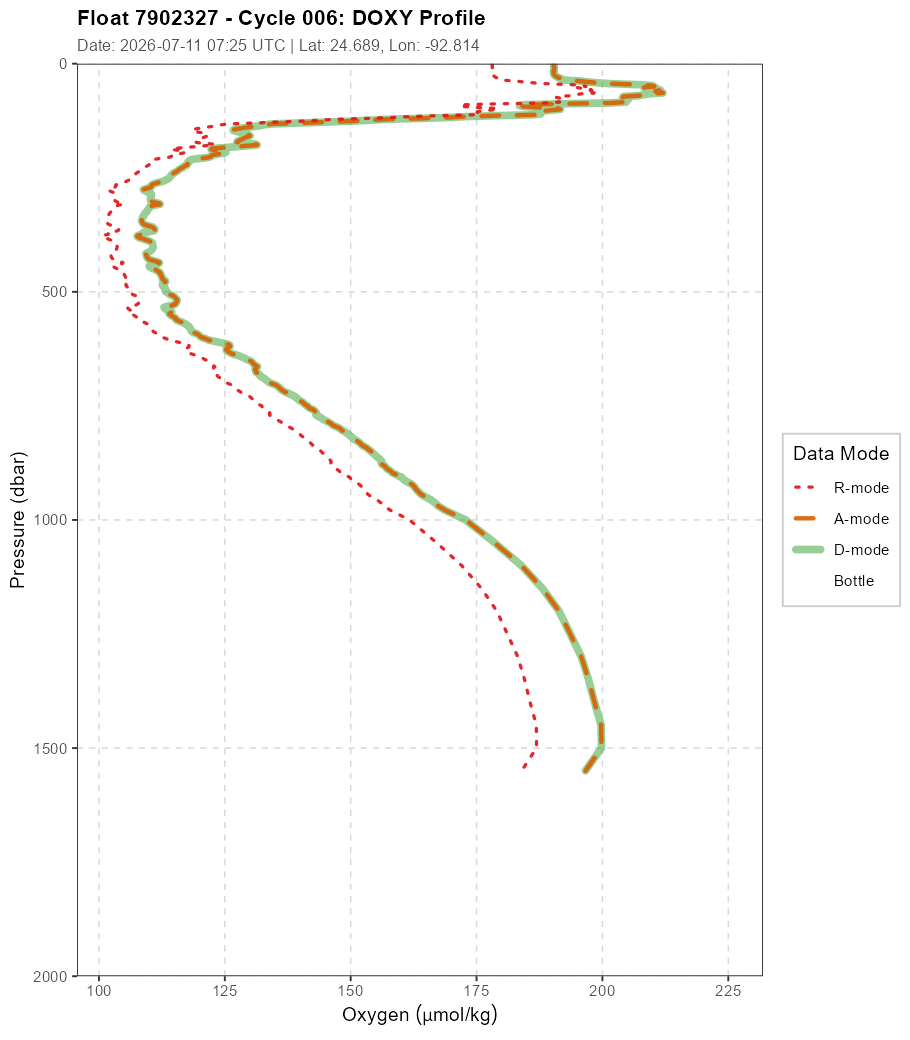 Float 7902327 - Cycle 006: DOXY Profile
Date: 2026-07-11 07:25 UTC | Lat: 24.689, Lon: -92.814
0
500
1000
1500
2000
Pressure (dbar)
100 125 150 175 200 225
Oxygen (µmol/kg)
Data Mode
R-mode
A-mode
D-mode
Bottle